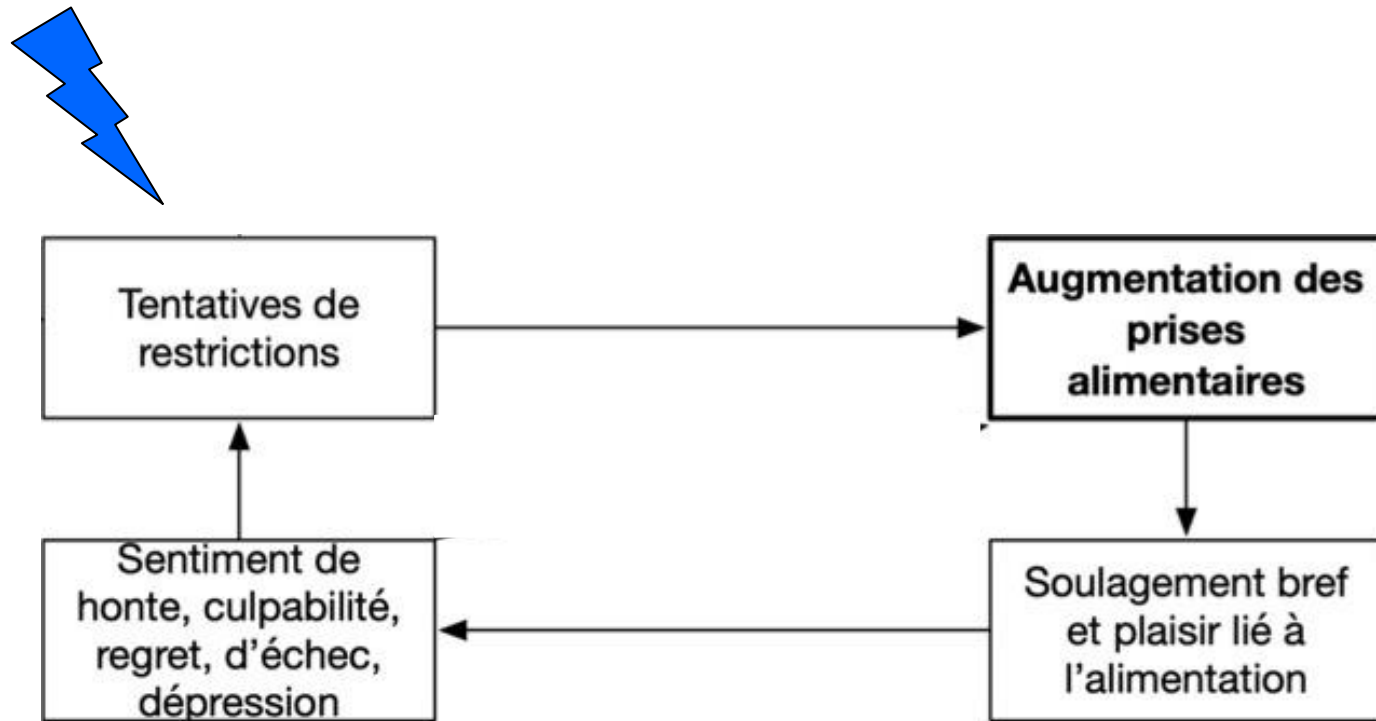 Tentatives de
restrictions
Augmentation des
prises
alimentaires
Sentiment de
honte, culpabilité,
regret, d'échec,
dépression
Soulagement bref
et plaisir lié à
l'alimentation